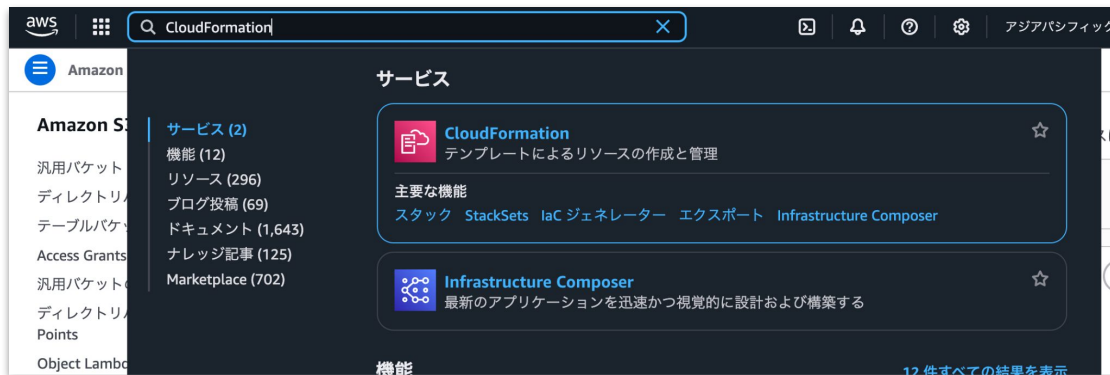 aws
CloudFormation
アジアパシフィック
Amazon
サービス
Amazon S3
サービス (2)
機能 (12)
リソース (296)
ブログ投稿 (69)
ドキュメント (1,643)
ナレッジ記事 (125)
Marketplace (702)
CloudFormation
テンプレートによるリソースの作成と管理
主要な機能
スタック StackSets IaC ジェネレーター エクスポート Infrastructure Composer
汎用バケット
ディレクトリ
テーブルバケッ
Access Grants
汎用バケットの
ディレクトリ
Points
Object Lambd
Infrastructure Composer
最新のアプリケーションを迅速かつ視覚的に設計および構築する
機能
12 件すべての結果を表示